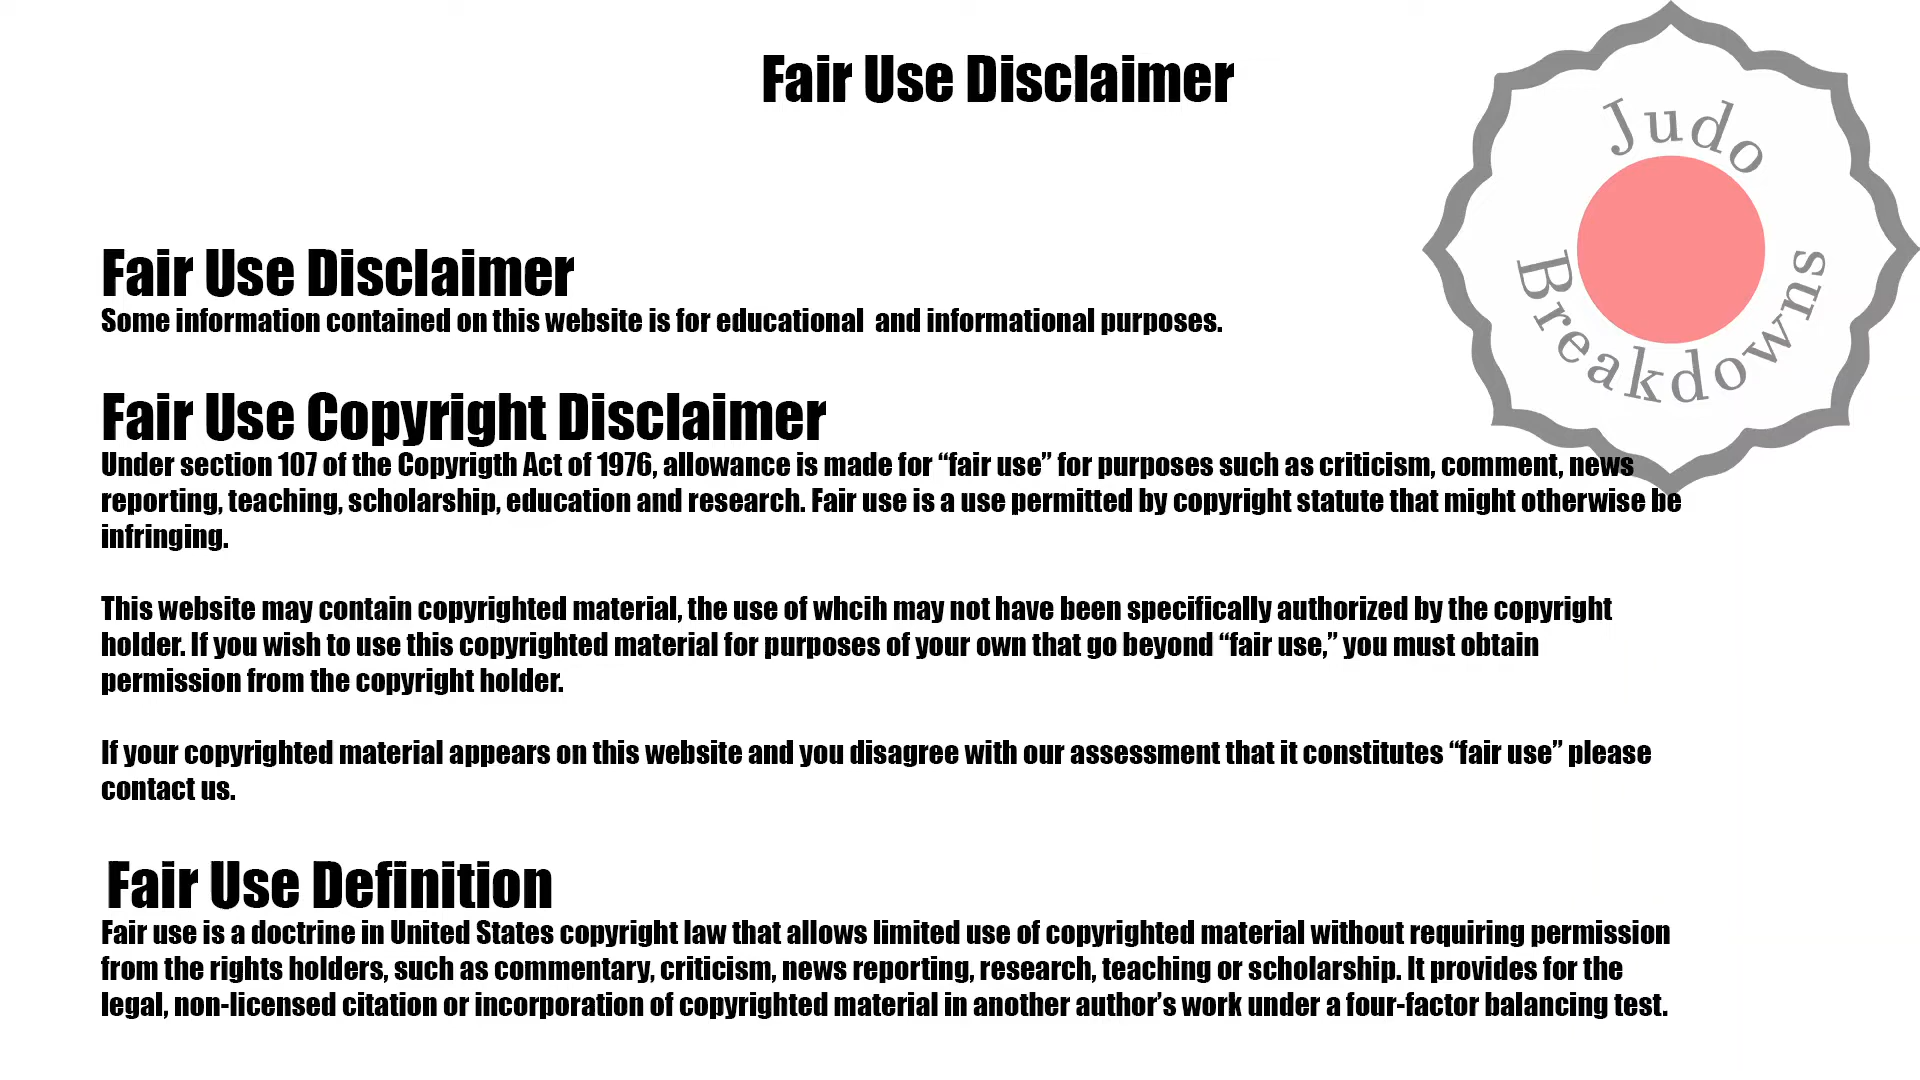 Fair Use Disclaimer
Judo
Breakdowns
Fair Use Disclaimer
Some information contained on this website is for educational  and informational purposes.
Fair Use Copyright Disclaimer
Under section 107 of the Copyrigth Act of 1976, allowance is made for “fair use” for purposes such as criticism, comment, news
reporting, teaching, scholarship, education and research. Fair use is a use permitted by copyright statute that might otherwise be
infringing.
This website may contain copyrighted material, the use of whcih may not have been specifically authorized by the copyright
holder. If you wish to use this copyrighted material for purposes of your own that go beyond “fair use,” you must obtain
permission from the copyright holder.
If your copyrighted material appears on this website and you disagree with our assessment that it constitutes “fair use” please
contact us.
Fair Use Definition
Fair use is a doctrine in United States copyright law that allows limited use of copyrighted material without requiring permission
from the rights holders, such as commentary, criticism, news reporting, research, teaching or scholarship. It provides for the
legal, non-licensed citation or incorporation of copyrighted material in another author’s work under a four-factor balancing test.